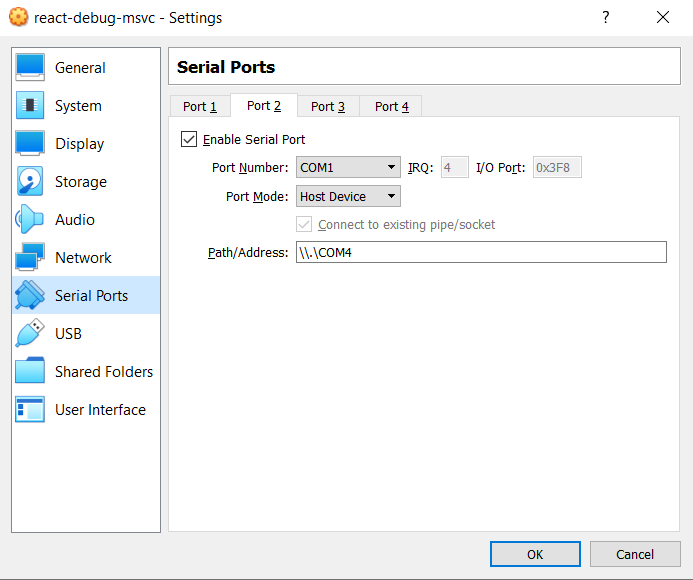 react-debug-msvc - Settings
?
General
System
Display
Storage
Audio
Network
Serial Ports
USB
Shared Folders
User Interface
Serial Ports
Port 1 Port 2 Port 3 Port 4
Enable Serial Port
Port Number: COM1 IRQ: 4 I/O Port: 0x3F8
Port Mode: Host Device
Connect to existing pipe/socket
Path/Address: \\.\COM4
OK Cancel